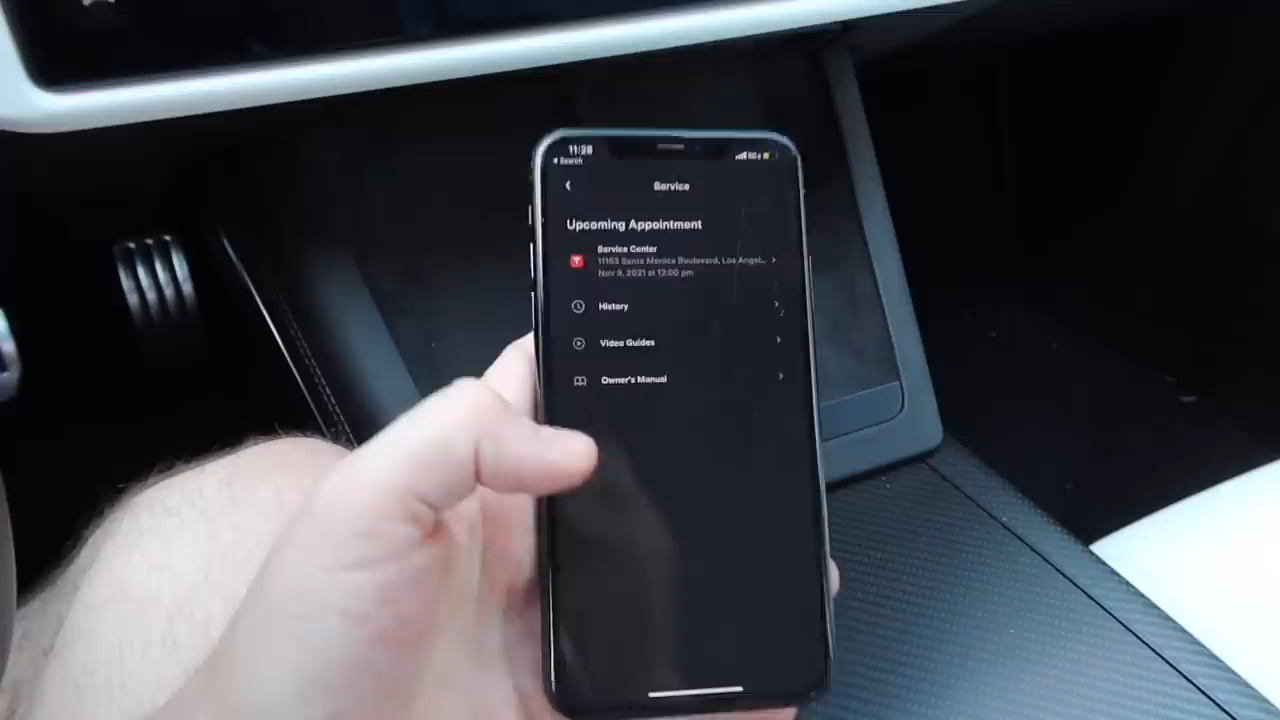 11:28
Search
Service
Upcoming Appointment
Service Center
11163 Santa Monica Boulevard, Los Angel...
Nov 9, 2021 at 12:00 pm
History
Video Guides
Owner's Manual